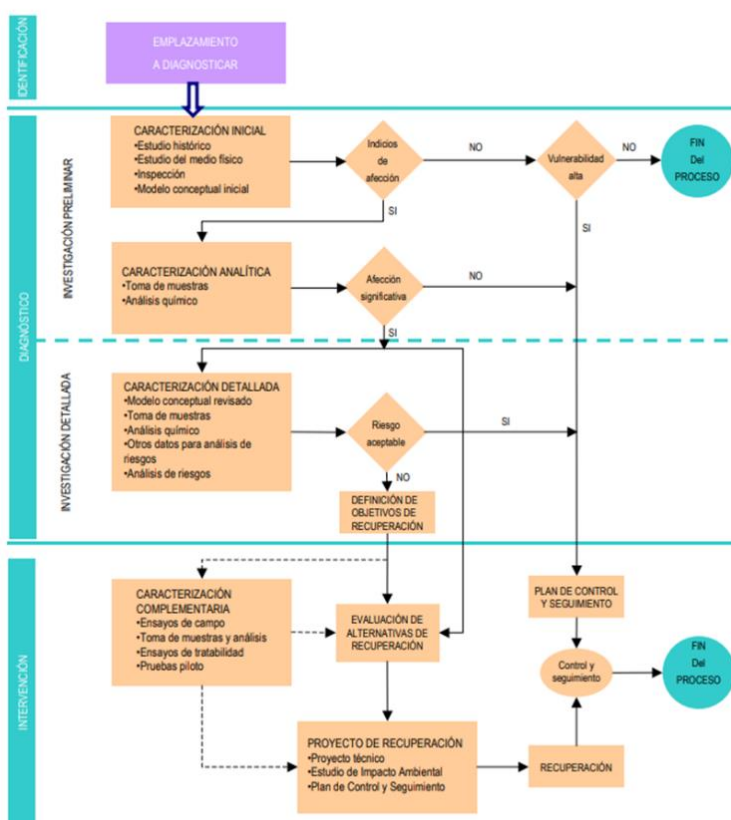 IDENTIFICACIÓN
EMPLAZAMIENTO
A DIAGNOSTICAR
DIAGNÓSTICO
INVESTIGACIÓN PRELIMINAR
CARACTERIZACIÓN INICIAL
•Estudio histórico
•Estudio del medio físico
•Inspección
•Modelo conceptual inicial
Indicios
de
afección
NO
Vulnerabilidad
alta
NO
FIN
Del
PROCESO
SI
SI
CARACTERIZACIÓN ANALÍTICA
•Toma de muestras
•Análisis químico
Afección
significativa
NO
SI
INVESTIGACIÓN DETALLADA
CARACTERIZACIÓN DETALLADA
•Modelo conceptual revisado
•Toma de muestras
•Análisis químico
•Otros datos para análisis de
riesgos
•Análisis de riesgos
Riesgo
aceptable
SI
NO
DEFINICIÓN DE
OBJETIVOS DE
RECUPERACIÓN
INTERVENCIÓN
CARACTERIZACIÓN
COMPLEMENTARIA
•Ensayos de campo
•Toma de muestras y análisis
•Ensayos de tratabilidad
•Pruebas piloto
EVALUACIÓN DE
ALTERNATIVAS DE
RECUPERACIÓN
PLAN DE CONTROL
Y SEGUIMIENTO
Control y
seguimiento
FIN
Del
PROCESO
PROYECTO DE RECUPERACIÓN
•Proyecto técnico
•Estudio de Impacto Ambiental
•Plan de Control y Seguimiento
RECUPERACIÓN